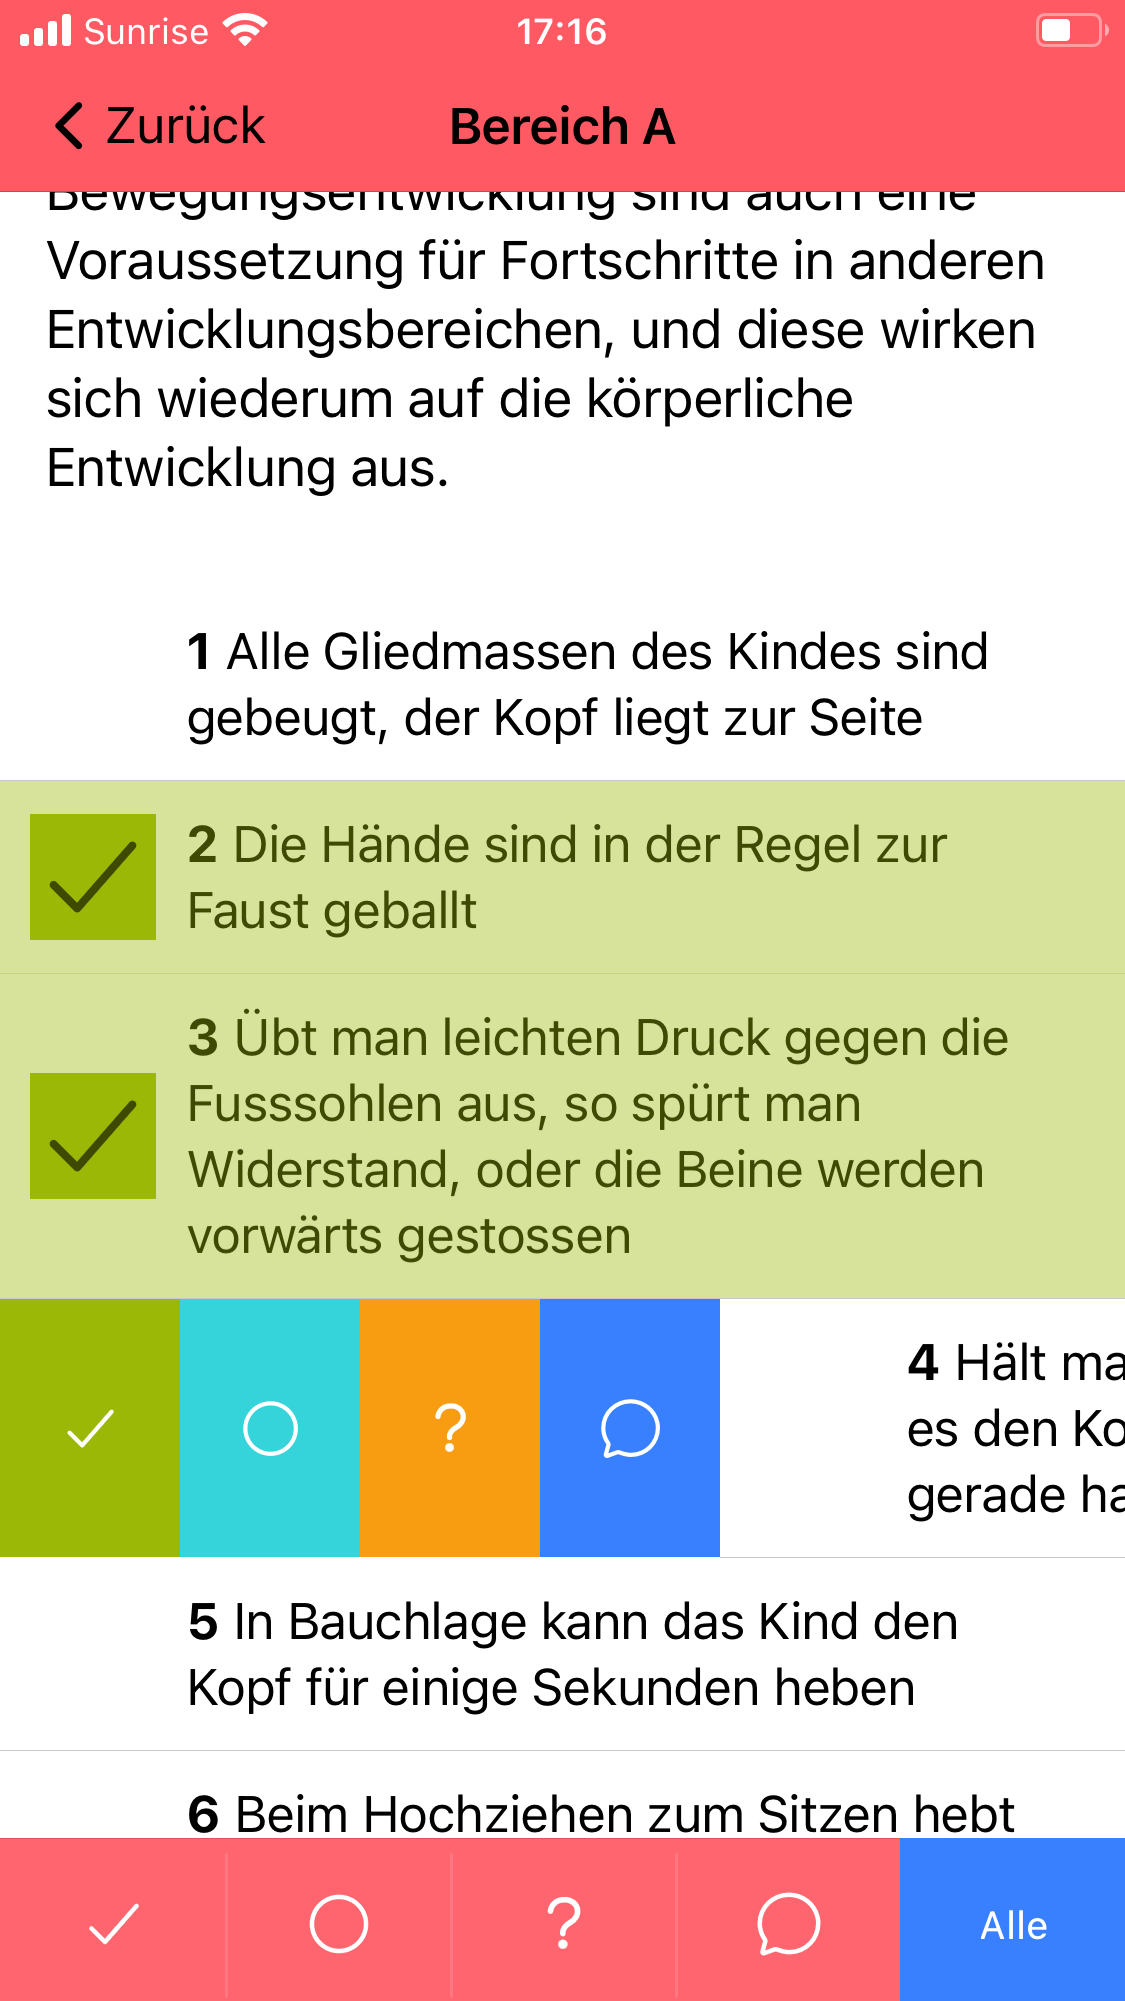 Sunrise 17:16
Zurück Bereich A
Bewegungsentwicklung sind auch eine
Voraussetzung für Fortschritte in anderen
Entwicklungsbereichen, und diese wirken
sich wiederum auf die körperliche
Entwicklung aus.
1 Alle Gliedmassen des Kindes sind
gebeugt, der Kopf liegt zur Seite
2 Die Hände sind in der Regel zur
Faust geballt
3 Übt man leichten Druck gegen die
Fusssohlen aus, so spürt man
Widerstand, oder die Beine werden
vorwärts gestossen
?
4 Hält ma
es den Ko
gerade ha
5 In Bauchlage kann das Kind den
Kopf für einige Sekunden heben
6 Beim Hochziehen zum Sitzen hebt
? Alle